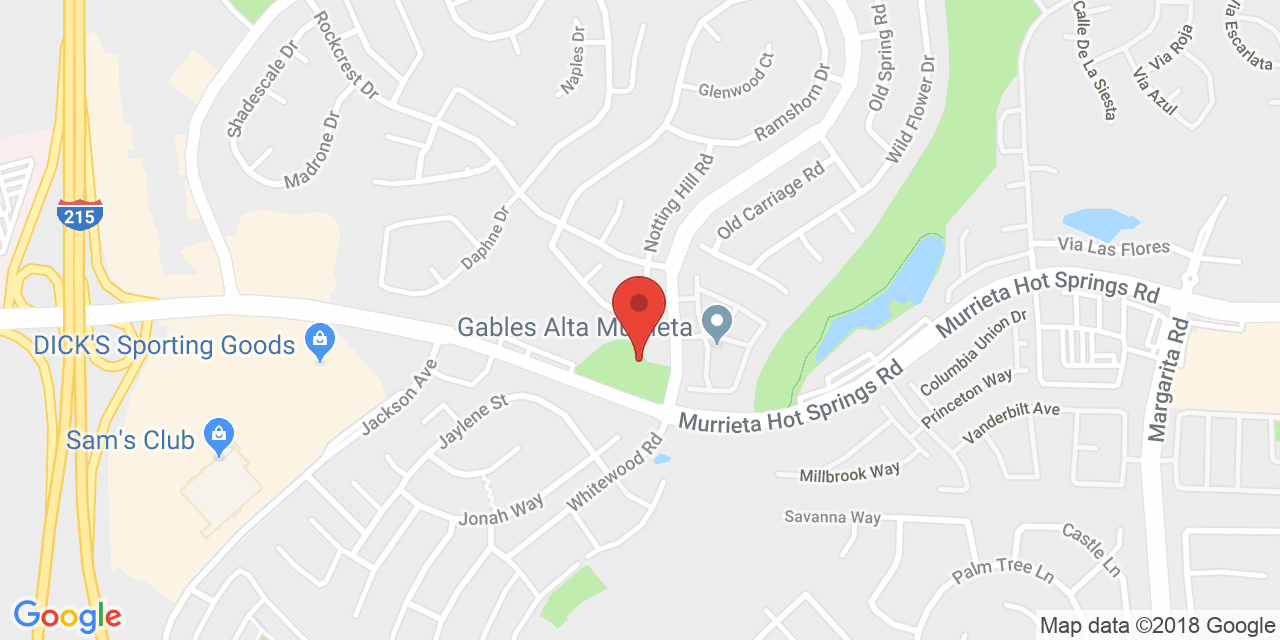 Rockcrest Dr
Shadescale Dr
Naples Dr
Glenwood Ct
Old Spring Rd
Calle De La Siesta
Via Roja
Via Azul
Via Escarlata
Madrone Dr
Ramshorn Dr
Wild Flower Dr
215
Notting Hill Rd
Old Carriage Rd
Daphne Dr
Via Las Flores
Murrieta Hot Springs Rd
Gables Alta Murrieta
DICK'S Sporting Goods
Columbia Union Dr
Margarita Rd
Jackson Ave
Princeton Way
Murrieta Hot Springs Rd
Vanderbilt Ave
Jaylene St
Sam's Club
Whitewood Rd
Millbrook Way
Jonah Way
Savanna Way
Castle Ln
Palm Tree Ln
Google
Map data ©2018 Google